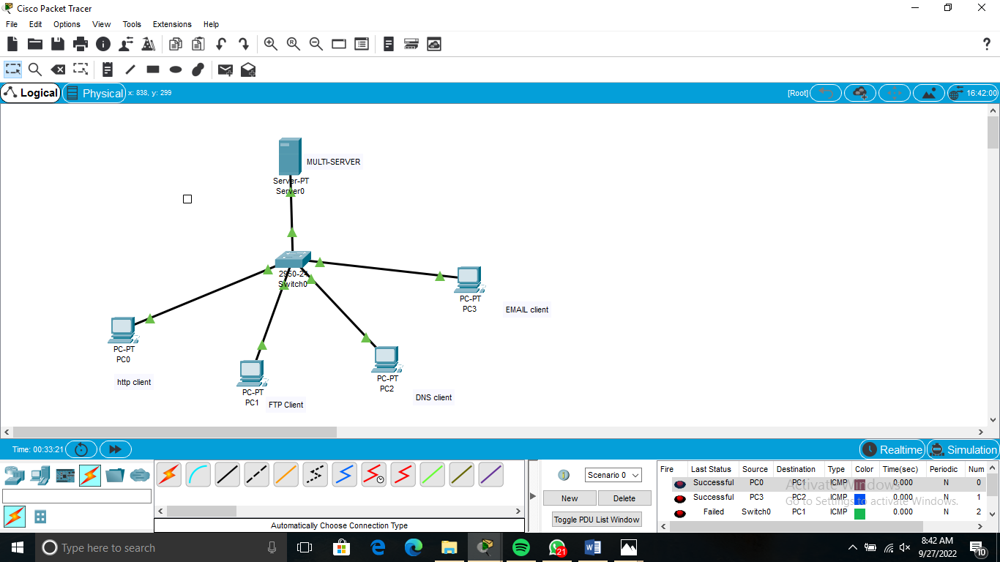 Cisco Packet Tracer
File Edit Options View Tools Extensions Help
Logical Physical x: 838, y: 299 [Root] 16:42:00
MULTI-SERVER
Server-PT
Server0
2950-24
Switch0
PC-PT
PC3
EMAIL client
PC-PT
PC0
http client
PC-PT
PC1
FTP Client
PC-PT
PC2
DNS client
Time: 00:33:21 Realtime Simulation
Scenario 0
New Delete
Toggle PDU List Window
Automatically Choose Connection Type
Fire Last Status Source Destination Type Color Time(sec) Periodic Num
Successful PC0 PC1 ICMP 0.000 N 0
Successful PC3 PC2 ICMP 0.000 N 1
Failed Switch0 PC1 ICMP 0.000 N 2
Activate Windows
Go to Settings to activate Windows.
Type here to search
21
W
8:42 AM
9/27/2022
10